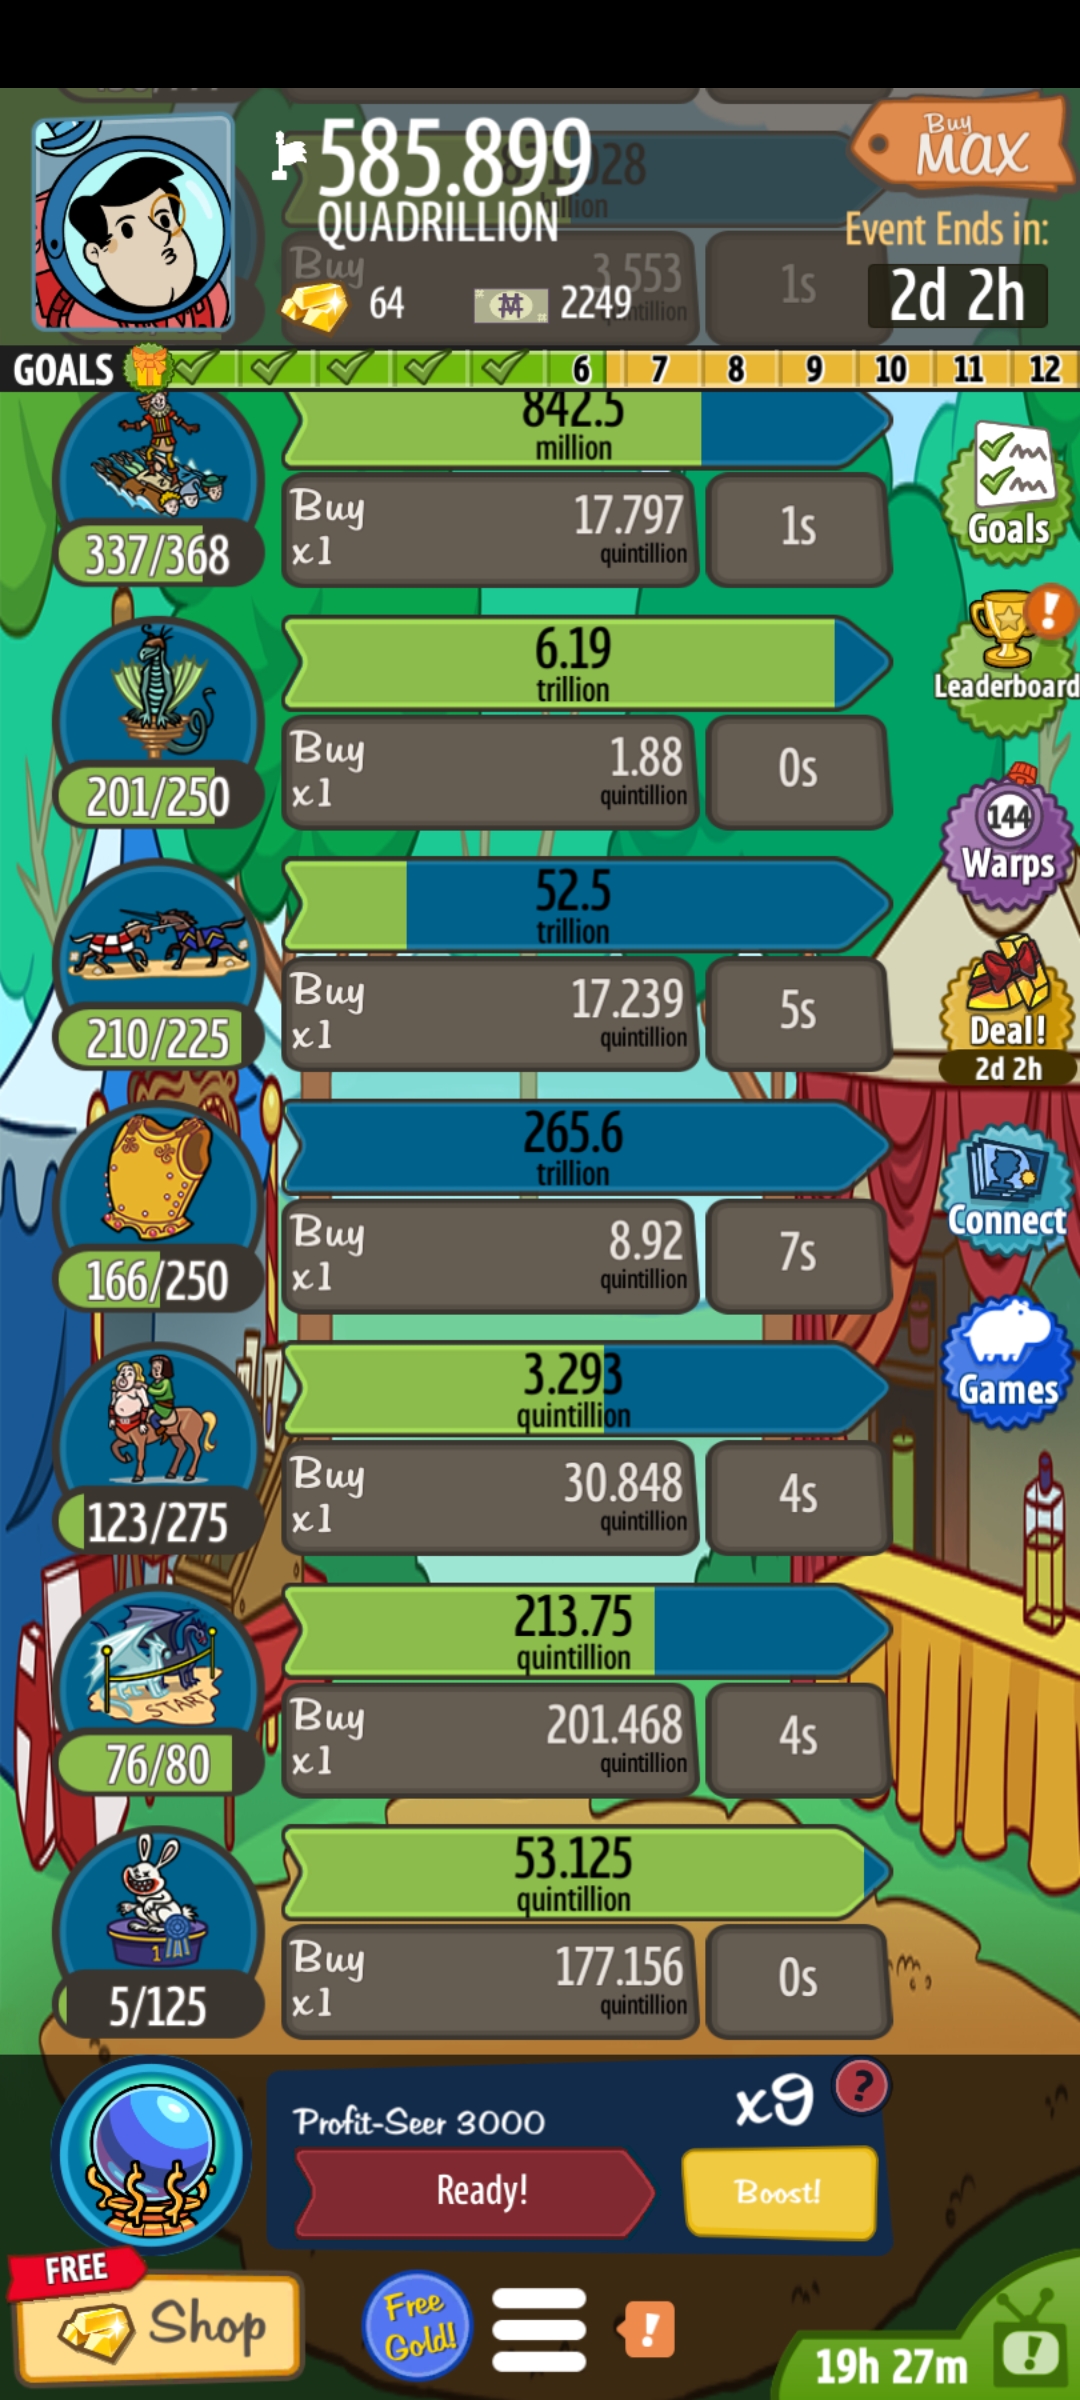 585.899
QUADRILLION
Buy
MAX
Event Ends in:
2d 2h
Buy
3.553
1s
64
2249
GOALS
6
7
8
9
10
11
12
842.5
million
Buy
x1
17.797
quintillion
1s
337/368
Goals
6.19
trillion
Buy
x1
1.88
quintillion
0s
201/250
!
Leaderboard
144
Warps
52.5
trillion
Buy
x1
17.239
quintillion
5s
210/225
Deal!
2d 2h
265.6
trillion
Buy
x1
8.92
quintillion
7s
166/250
Connect
3.293
quintillion
Buy
x1
30.848
quintillion
4s
123/275
Games
213.75
quintillion
START
Buy
x1
201.468
quintillion
4s
76/80
53.125
quintillion
1
Buy
x1
177.156
quintillion
0s
5/125
Profit-Seer 3000
x9
?
Ready!
Boost!
FREE
Shop
Free
Gold!
!
19h 27m
!